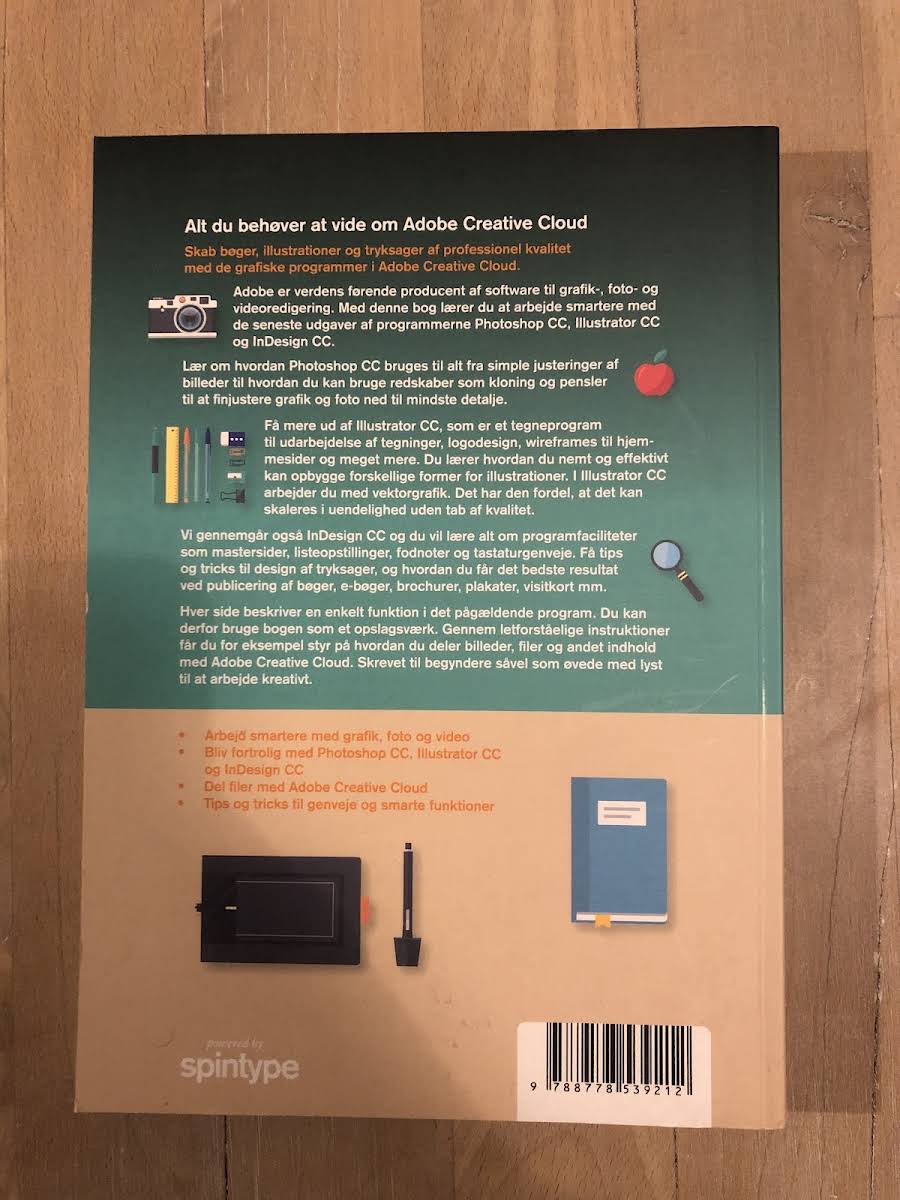 Alt du behøver at vide om Adobe Creative Cloud
Skab bøger, illustrationer og tryksager af professionel kvalitet
med de grafiske programmer i Adobe Creative Cloud.
Adobe er verdens førende producent af software til grafik-, foto- og
videoredigering. Med denne bog lærer du at arbejde smartere med
de seneste udgaver af programmerne Photoshop CC, Illustrator CC
og InDesign CC.
Lær om hvordan Photoshop CC bruges til alt fra simple justeringer af
billeder til hvordan du kan bruge redskaber som kloning og pensler
til at finjustere grafik og foto ned til mindste detalje.
Få mere ud af Illustrator CC, som er et tegneprogram
til udarbejdelse af tegninger, logodesign, wireframes til hjem-
mesider og meget mere. Du lærer hvordan du nemt og effektivt
kan opbygge forskellige former for illustrationer. I Illustrator CC
arbejder du med vektorgrafik. Det har den fordel, at det kan
skaleres i uendelighed uden tab af kvalitet.
Vi gennemgår også InDesign CC og du vil lære alt om programfaciliteter
som mastersider, listeopstillinger, fodnoter og tastaturgenveje. Få tips
og tricks til design af tryksager, og hvordan du får det bedste resultat
ved publicering af bøger, e-bøger, brochurer, plakater, visitkort mm.
Hver side beskriver en enkelt funktion i det pågældende program. Du kan
derfor bruge bogen som et opslagsværk. Gennem letforståelige instruktioner
får du for eksempel styr på hvordan du deler billeder, filer og andet indhold
med Adobe Creative Cloud. Skrevet til begyndere såvel som øvede med lyst
til at arbejde kreativt.
• Arbejd smartere med grafik, foto og video
• Bliv fortrolig med Photoshop CC, Illustrator CC
og InDesign CC
• Del filer med Adobe Creative Cloud
• Tips og tricks til genveje og smarte funktioner
powered by
spintype
9 788778 539212